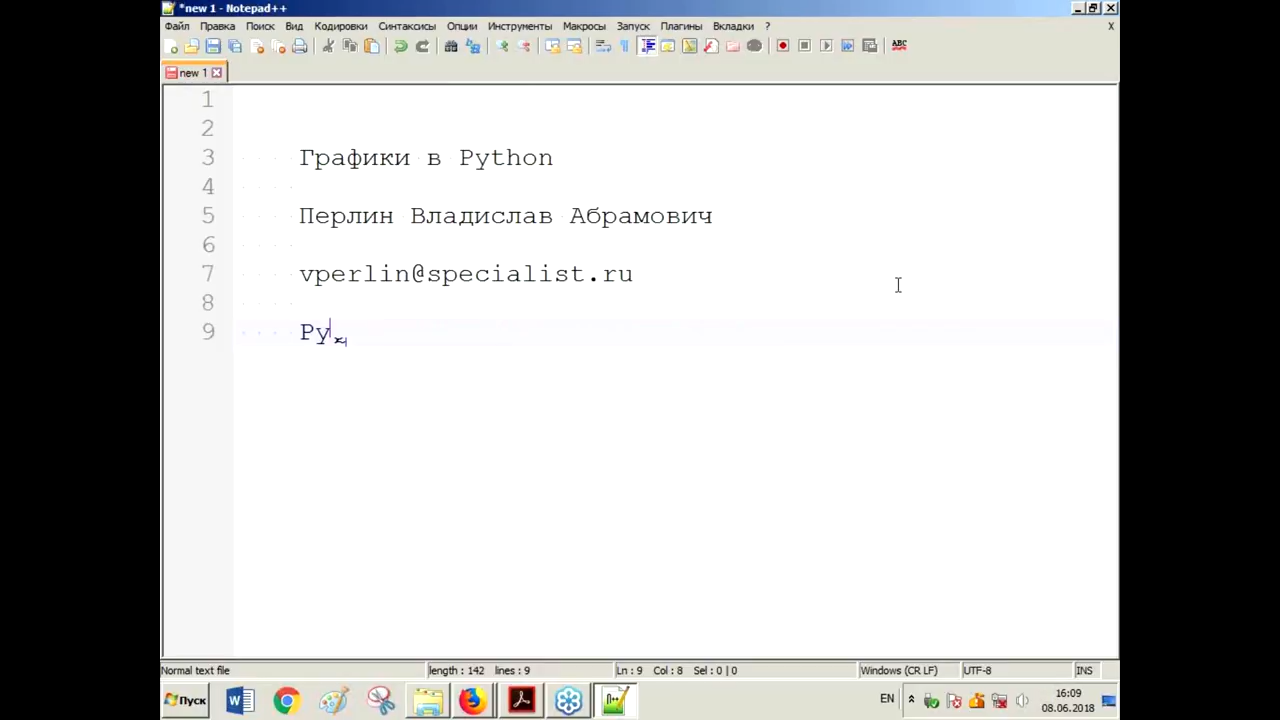 *new 1 - Notepad++
Файл Правка Поиск Вид Кодировки Синтаксисы Опции Инструменты Макросы Запуск Плагины Вкладки ? X
ABC
new 1
1
2
3 Графики в Python
4
5 Перлин Владислав Абрамович
6
7 vperlin@specialist.ru
8
9 Py
Normal text file length : 142 lines : 9 Ln : 9 Col : 8 Sel : 0 | 0 Windows (CR LF) UTF-8 INS
Пуск EN 16:09
08.06.2018